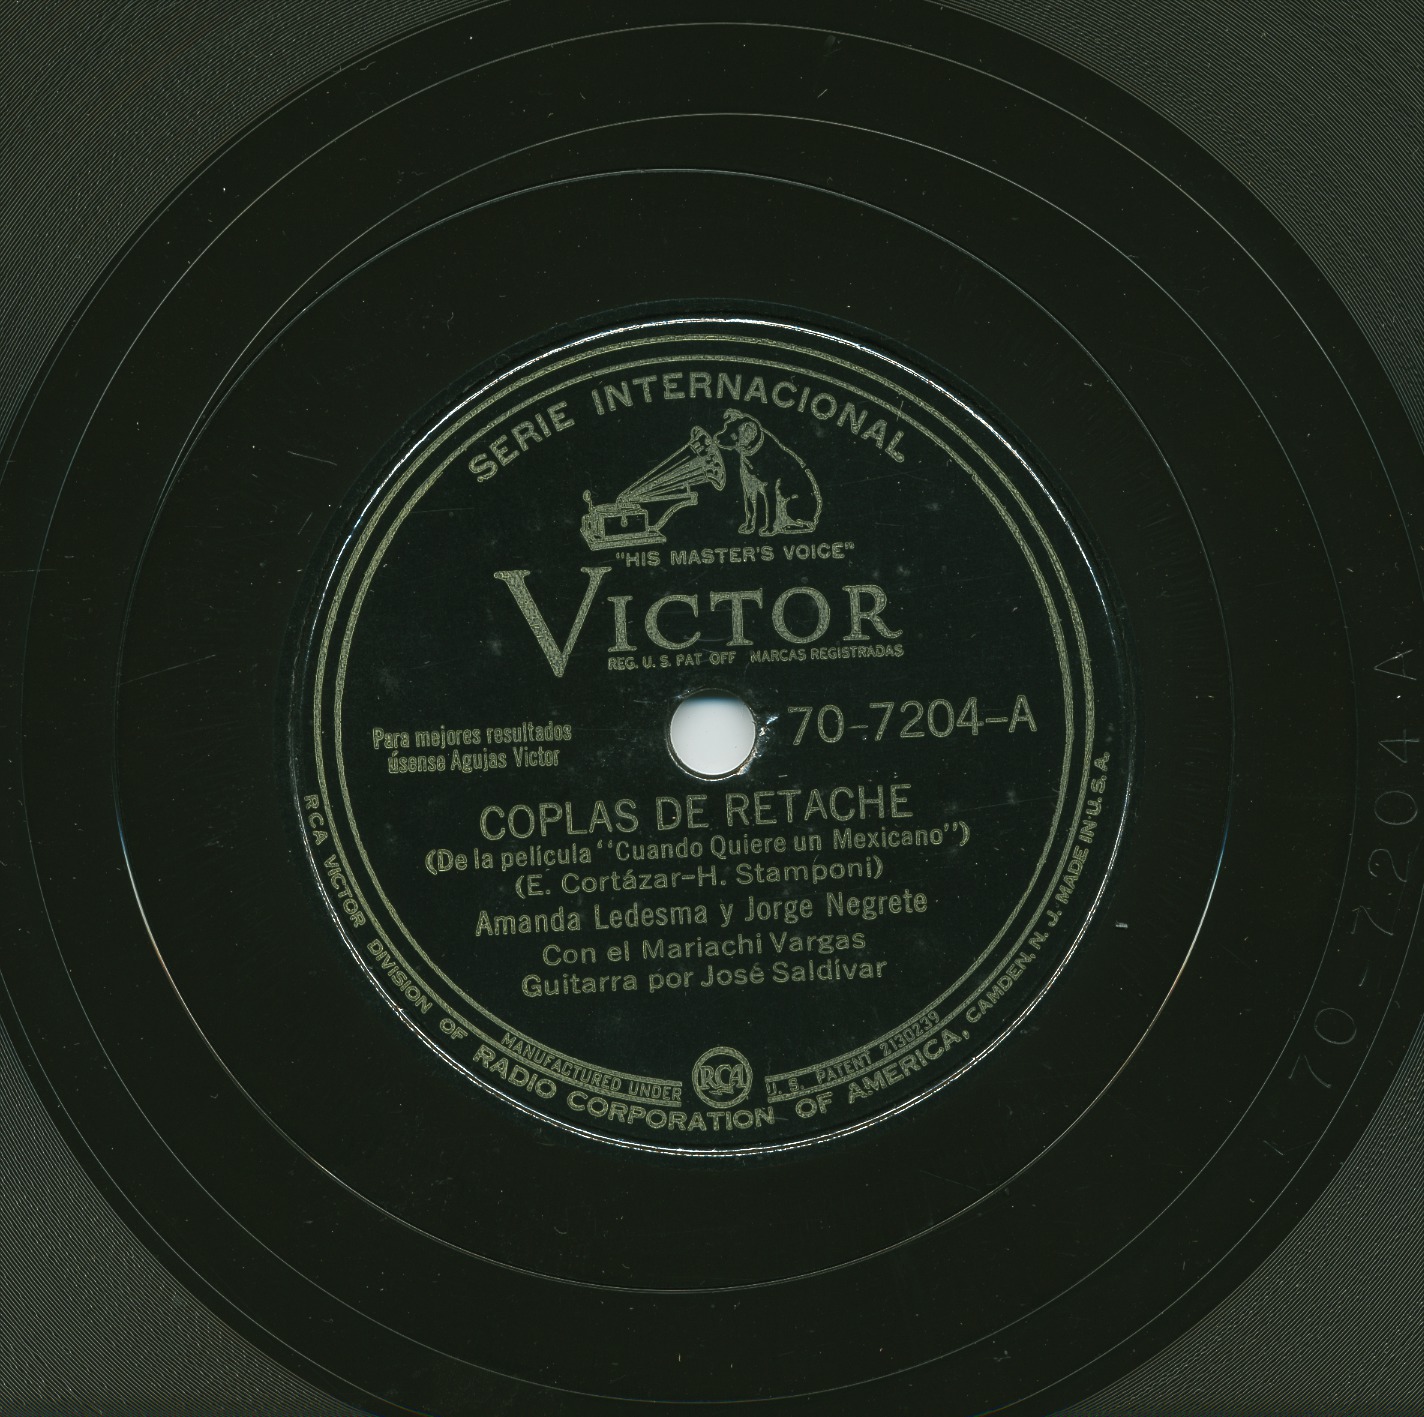 SERIE INTERNACIONAL
"HIS MASTER'S VOICE"
VICTOR
REG. U. S. PAT OFF MARCAS REGISTRADAS
70-7204-A
Para mejores resultados
úsense Agujas Victor
COPLAS DE RETACHE
(De la película "Cuando Quiere un Mexicano")
(E. Cortázar-H. Stamponi)
Amanda Ledesma y Jorge Negrete
Con el Mariachi Vargas
Guitarra por José Saldívar
MANUFACTURED UNDER RCA U. S. PATENT 2130239
RCA VICTOR DIVISION OF RADIO CORPORATION OF AMERICA, CAMDEN, N. J. MADE IN U. S. A.
70-7204 A